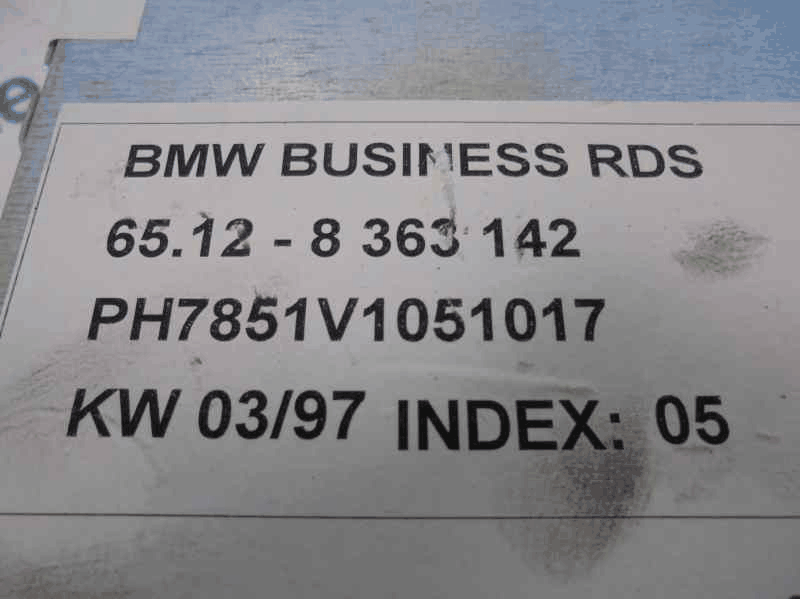 BMW BUSINESS RDS
65.12 - 8 363 142
PH7851V1051017
KW 03/97 INDEX: 05